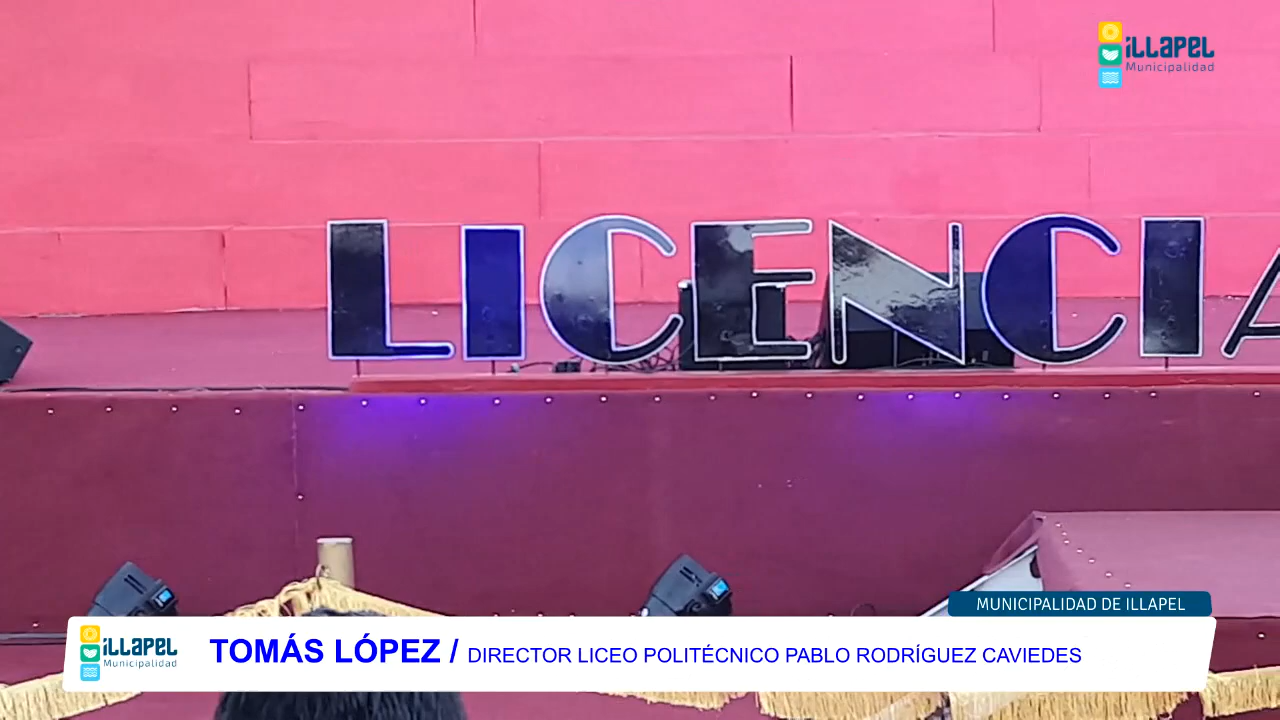 ILLAPEL
Municipalidad
LICENCIA
MUNICIPALIDAD DE ILLAPEL
ILLAPEL
Municipalidad
TOMÁS LÓPEZ / DIRECTOR LICEO POLITÉCNICO PABLO RODRÍGUEZ CAVIEDES